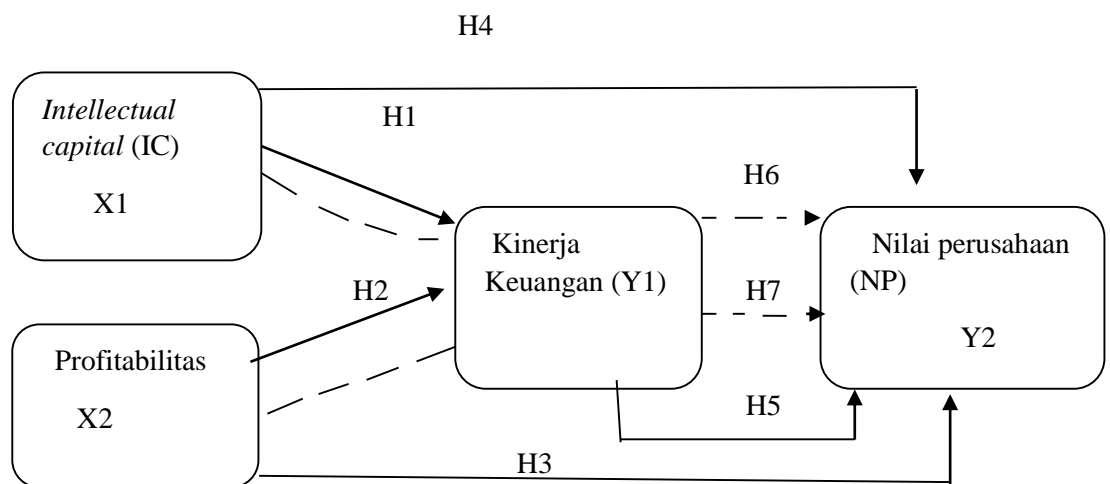 H4
Intellectual
capital (IC)
X1
H1
H6
Kinerja
Keuangan (Y1)
Nilai perusahaan
(NP)
Y2
H2
H7
Profitabilitas
X2
H5
H3